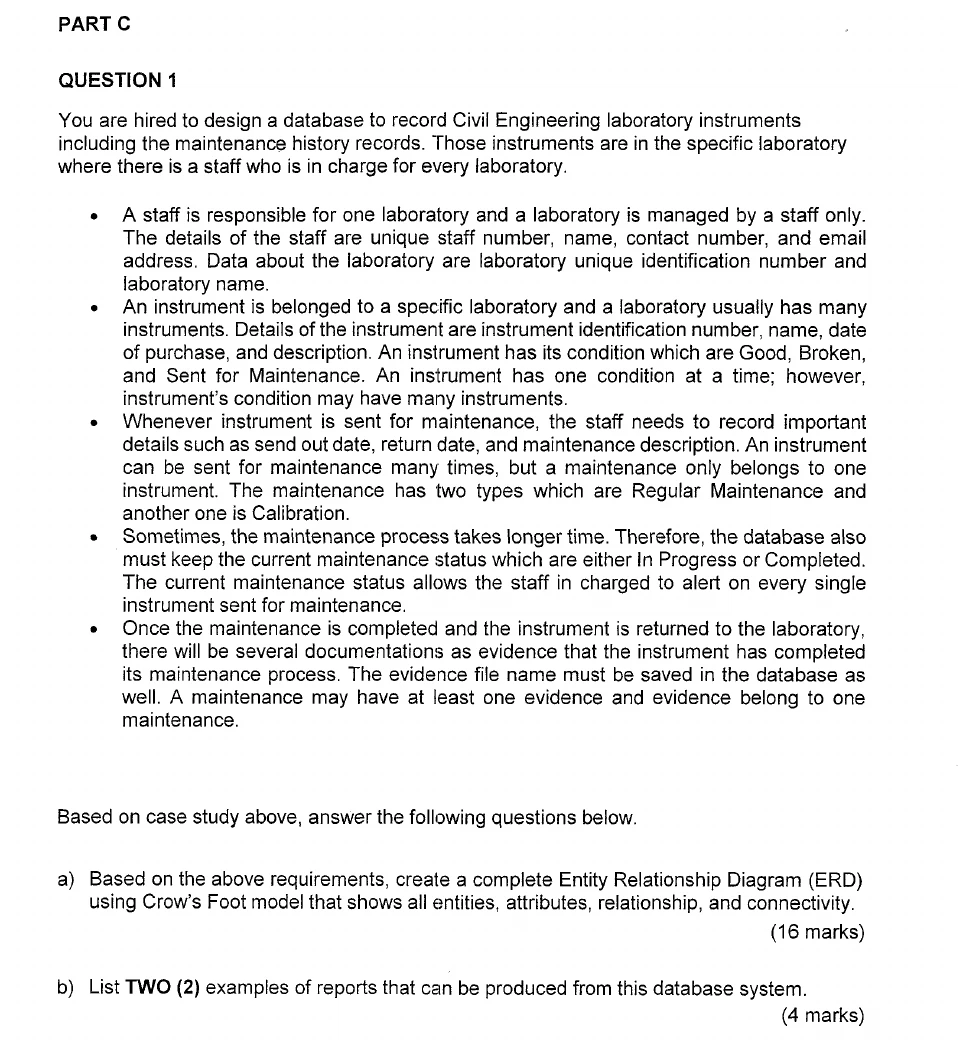 PART C
QUESTION 1
You are hired to design a database to record Civil Engineering laboratory instruments
including the maintenance history records. Those instruments are in the specific laboratory
where there is a staff who is in charge for every laboratory.
• A staff is responsible for one laboratory and a laboratory is managed by a staff only.
The details of the staff are unique staff number, name, contact number, and email
address. Data about the laboratory are laboratory unique identification number and
laboratory name.
• An instrument is belonged to a specific laboratory and a laboratory usually has many
instruments. Details of the instrument are instrument identification number, name, date
of purchase, and description. An instrument has its condition which are Good, Broken,
and Sent for Maintenance. An instrument has one condition at a time; however,
instrument's condition may have many instruments.
• Whenever instrument is sent for maintenance, the staff needs to record important
details such as send out date, return date, and maintenance description. An instrument
can be sent for maintenance many times, but a maintenance only belongs to one
instrument. The maintenance has two types which are Regular Maintenance and
another one is Calibration.
• Sometimes, the maintenance process takes longer time. Therefore, the database also
must keep the current maintenance status which are either In Progress or Completed.
The current maintenance status allows the staff in charged to alert on every single
instrument sent for maintenance.
• Once the maintenance is completed and the instrument is returned to the laboratory,
there will be several documentations as evidence that the instrument has completed
its maintenance process. The evidence file name must be saved in the database as
well. A maintenance may have at least one evidence and evidence belong to one
maintenance.
Based on case study above, answer the following questions below.
a) Based on the above requirements, create a complete Entity Relationship Diagram (ERD)
using Crow's Foot model that shows all entities, attributes, relationship, and connectivity.
(16 marks)
b) List TWO (2) examples of reports that can be produced from this database system.
(4 marks)